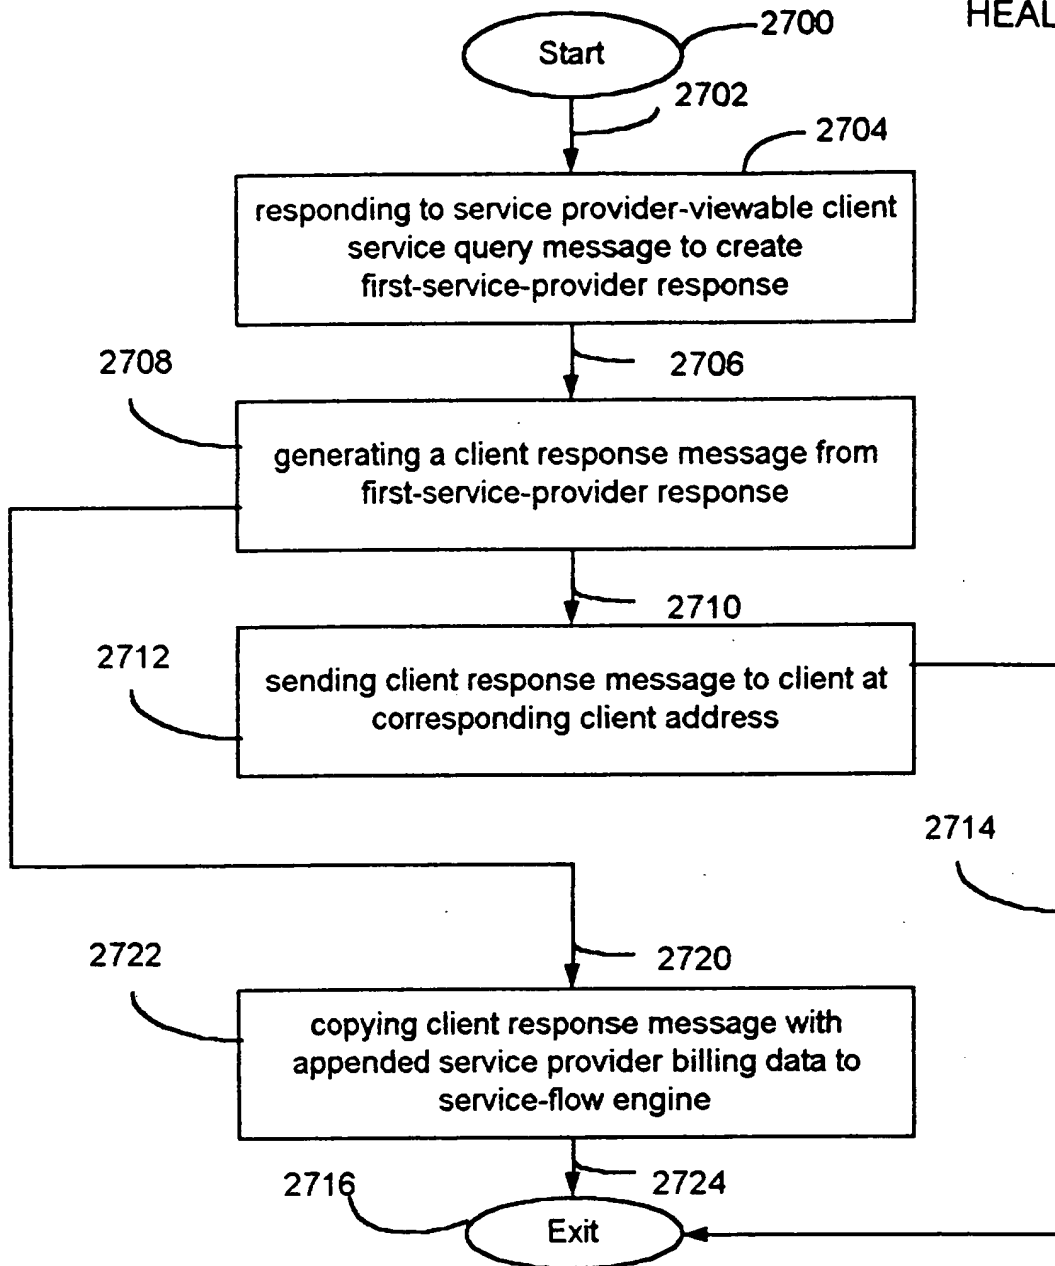 HEAL
2700
Start
2702
2704
responding to service provider-viewable client
service query message to create
first-service-provider response
2706
2708
generating a client response message from
first-service-provider response
2710
2712
sending client response message to client at
corresponding client address
2714
2720
2722
copying client response message with
appended service provider billing data to
service-flow engine
2724
2716
Exit